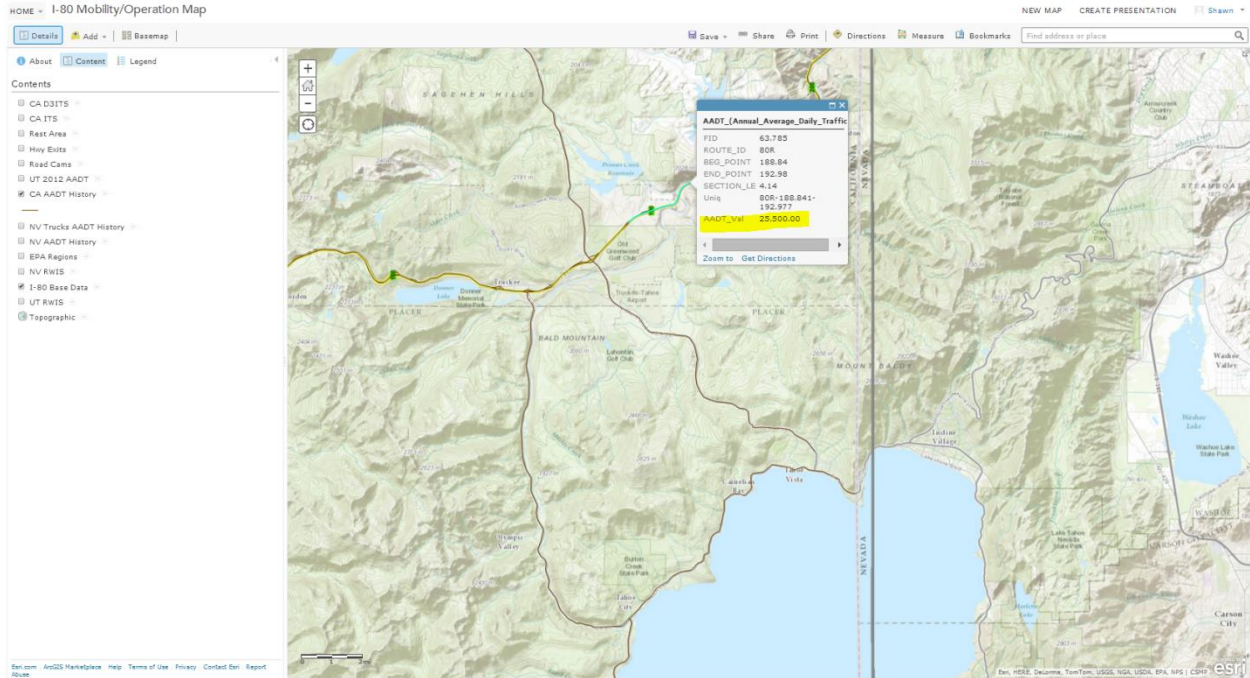 HOME I-80 Mobility/Operation Map
NEW MAP CREATE PRESENTATION Shawn
Details Add Basemap
Save Share Print Directions Measure Bookmarks Find address or place
About Content Legend
Contents
CA D3ITS
CA ITS
Rest Area
Hwy Exits
Road Cams
UT 2012 AADT
CA AADT History
NV Trucks AADT History
NV AADT History
EPA Regions
NV RWIS
I-80 Base Data
UT RWIS
Topographic
AADT_(Annual_Average_Daily_Traffic
FID 63,785
ROUTE_ID 80R
BEG_POINT 188.84
END_POINT 192.98
SECTION_LE 4.14
Uniq 80R-188.841-
192.977
AADT_Val 25,500.00
Zoom to Get Directions
SAGEHEN HILLS
CALIFORNIA
NEVADA
Old
Greenwood
Golf Club
Truckee
Donner
Lake
Donner
Memorial
State Park
Truckee-Tahoe
Airport
PLACER
PLACER
BALD MOUNTAIN
Lahontan
Golf Club
MOUNT BALDY
STEAMBOAT
Washoe
Valley
Washoe
Lake
Washoe Lake
State Park
Incline
Village
Tahoe
Vista
Carnelian
Bay
NEVADA
Olympic
Valley
Burton
Creek
State Park
Tahoe
City
Lake Tahoe
Nevada
State Park
CARSON CITY
Carson
City
Esri.com ArcGIS Marketplace Help Terms of Use Privacy Contact Esri Report
Abuse
Esri, HERE, DeLorme, TomTom, USGS, NGA, USDA, EPA, NPS | CSMP esri